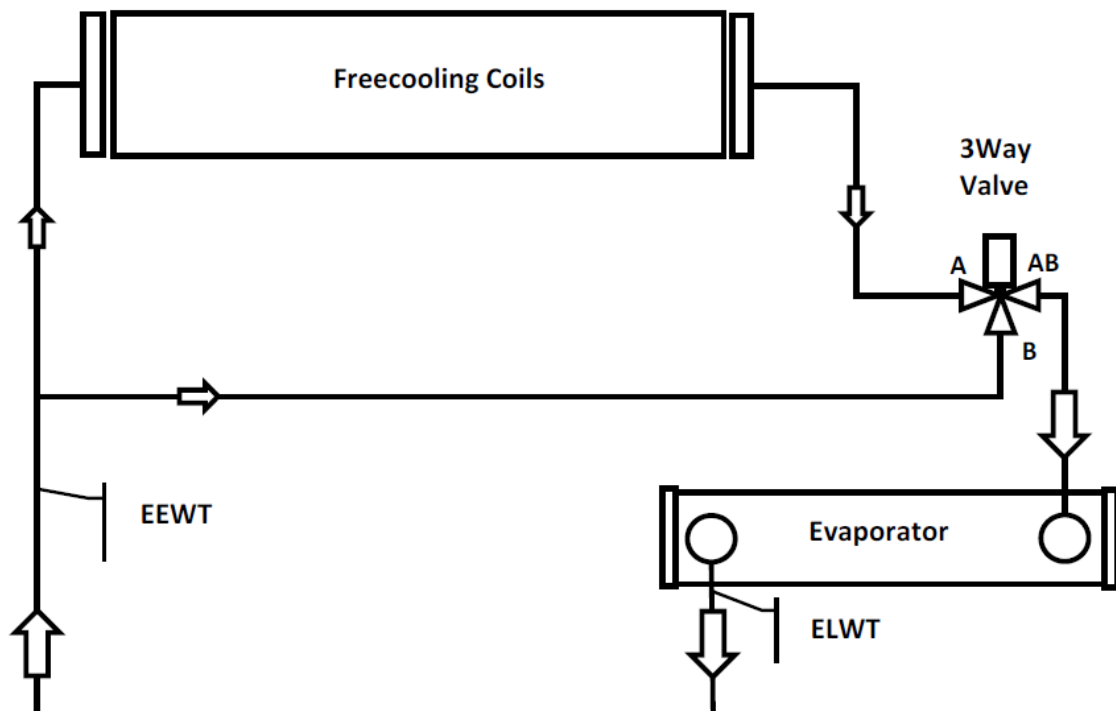 Freecooling Coils
3Way
Valve
A
AB
B
EEWT
Evaporator
ELWT